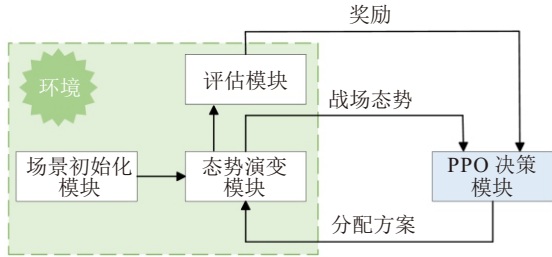 奖励
环境
评估模块
战场态势
场景初始化
模块
态势演变
模块
PPO 决策
模块
分配方案